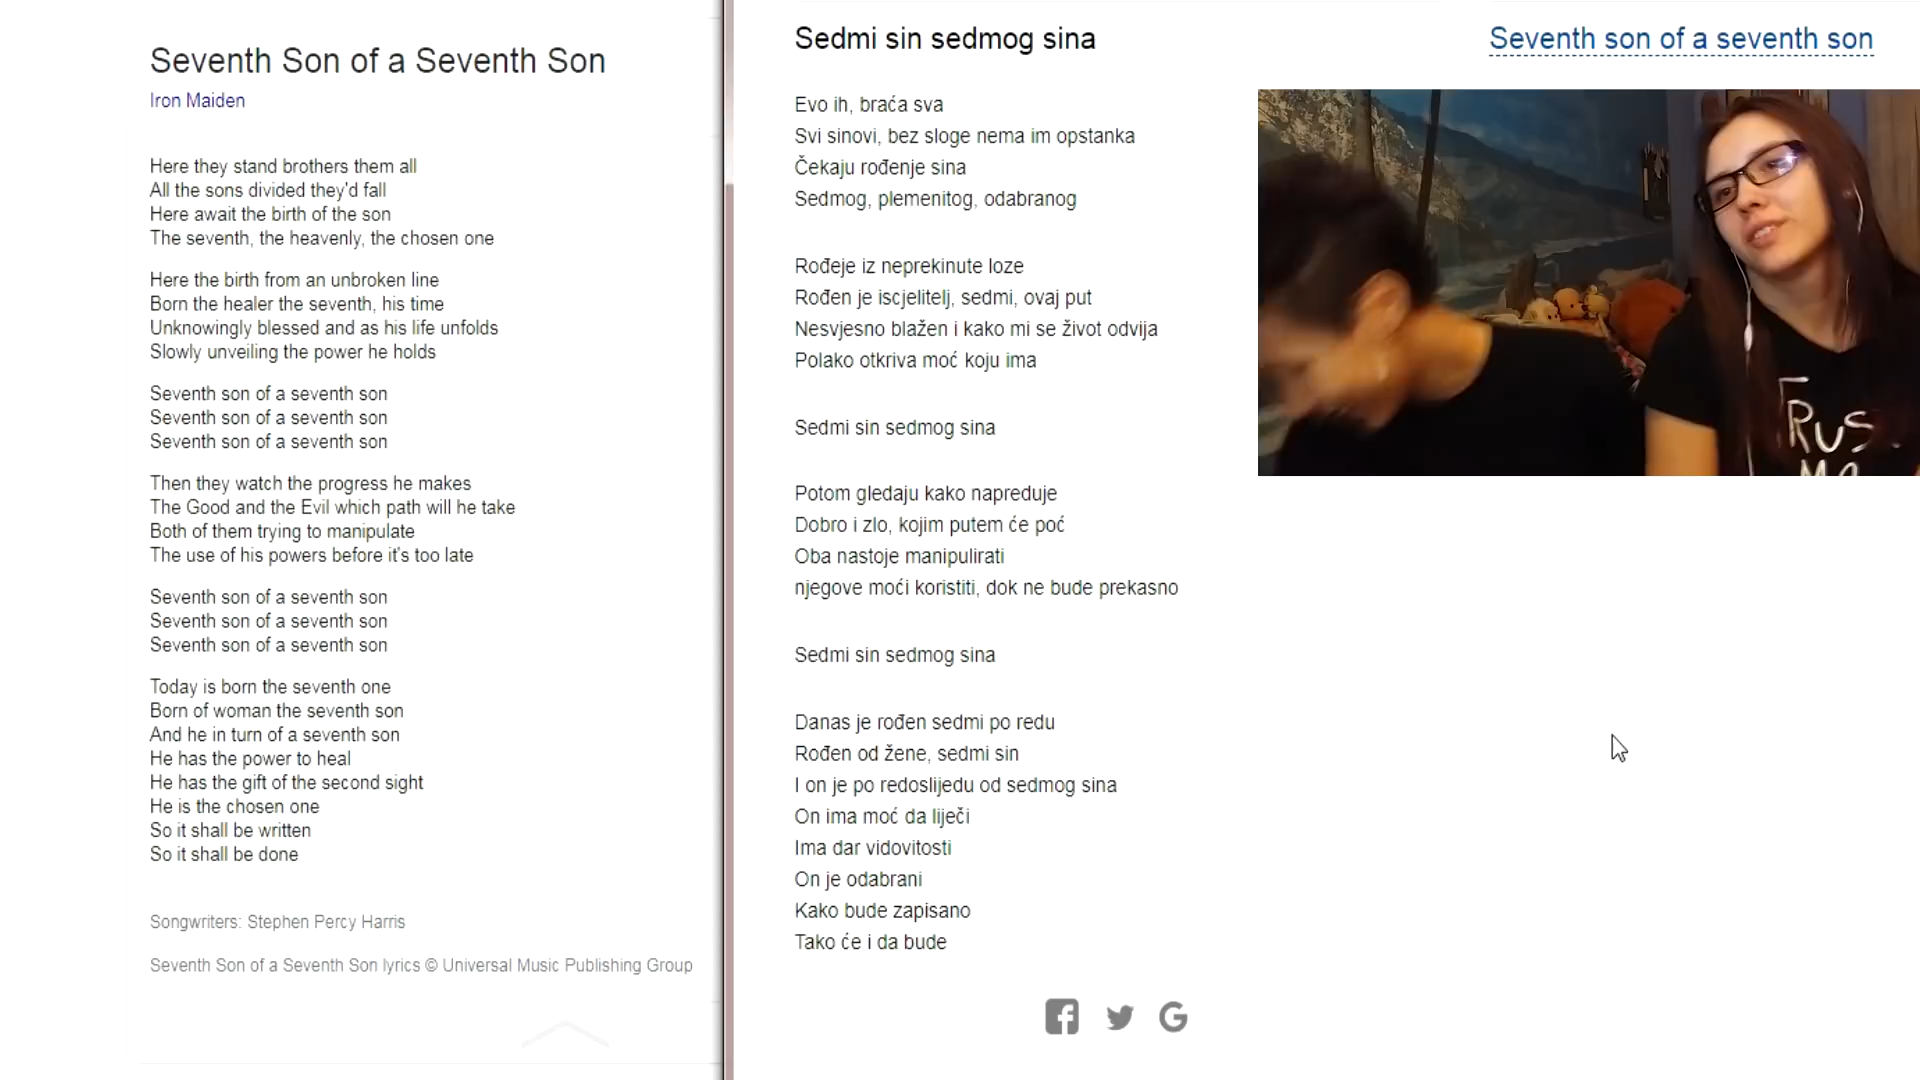 Seventh Son of a Seventh Son
Iron Maiden
Here they stand brothers them all
All the sons divided they'd fall
Here await the birth of the son
The seventh, the heavenly, the chosen one
Here the birth from an unbroken line
Born the healer the seventh, his time
Unknowingly blessed and as his life unfolds
Slowly unveiling the power he holds
Seventh son of a seventh son
Seventh son of a seventh son
Seventh son of a seventh son
Then they watch the progress he makes
The Good and the Evil which path will he take
Both of them trying to manipulate
The use of his powers before it's too late
Seventh son of a seventh son
Seventh son of a seventh son
Seventh son of a seventh son
Today is born the seventh one
Born of woman the seventh son
And he in turn of a seventh son
He has the power to heal
He has the gift of the second sight
He is the chosen one
So it shall be written
So it shall be done
Songwriters: Stephen Percy Harris
Seventh Son of a Seventh Son lyrics © Universal Music Publishing Group
Sedmi sin sedmog sina
Evo ih, braća sva
Svi sinovi, bez sloge nema im opstanka
Čekaju rođenje sina
Sedmog, plemenitog, odabranog
Rođeje iz neprekinute loze
Rođen je iscjelitelj, sedmi, ovaj put
Nesvjesno blažen i kako mi se život odvija
Polako otkriva moć koju ima
Sedmi sin sedmog sina
Potom gledaju kako napreduje
Dobro i zlo, kojim putem će poć
Oba nastoje manipulirati
njegove moći koristiti, dok ne bude prekasno
Sedmi sin sedmog sina
Danas je rođen sedmi po redu
Rođen od žene, sedmi sin
I on je po redoslijedu od sedmog sina
On ima moć da liječi
Ima dar vidovitosti
On je odabrani
Kako bude zapisano
Tako će i da bude
Seventh son of a seventh son
TRUS